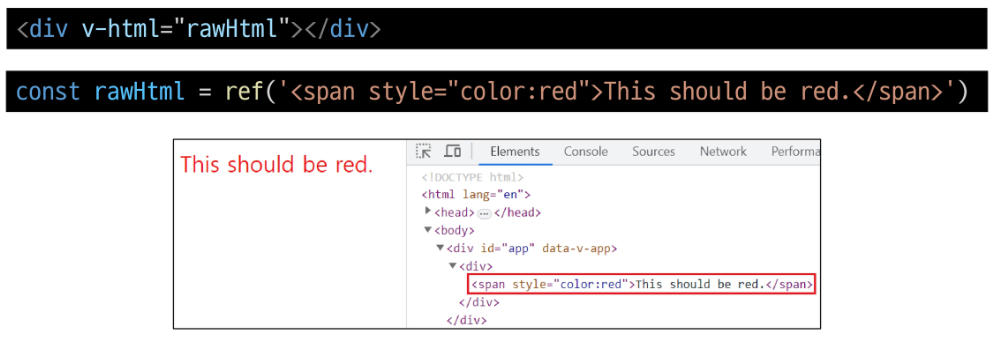 <div v-html="rawHtml"></div>
const rawHtml = ref('<span style="color:red">This should be red.</span>')
This should be red.
Elements Console Sources Network Performa
<!DOCTYPE html>
<html lang="en">
▶<head> ⋯ </head>
▼<body>
▼<div id="app" data-v-app>
▼<div>
<span style="color:red">This should be red.</span>
</div>
</div>